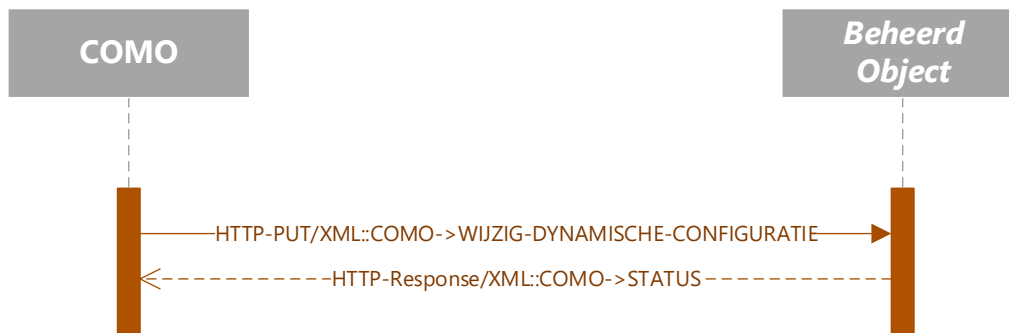 COMO
Beheerd
Object
HTTP-PUT/XML::COMO->WIJZIG-DYNAMISCHE-CONFIGURATIE
HTTP-Response/XML::COMO->STATUS